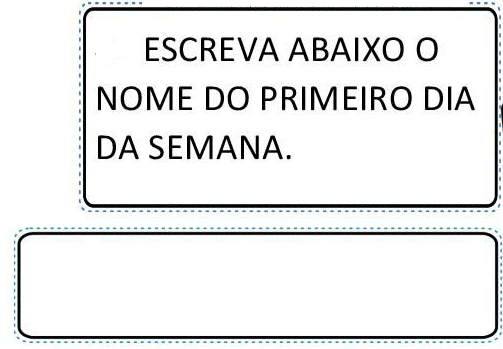 ESCREVA ABAIXO O
NOME DO PRIMEIRO DIA
DA SEMANA.